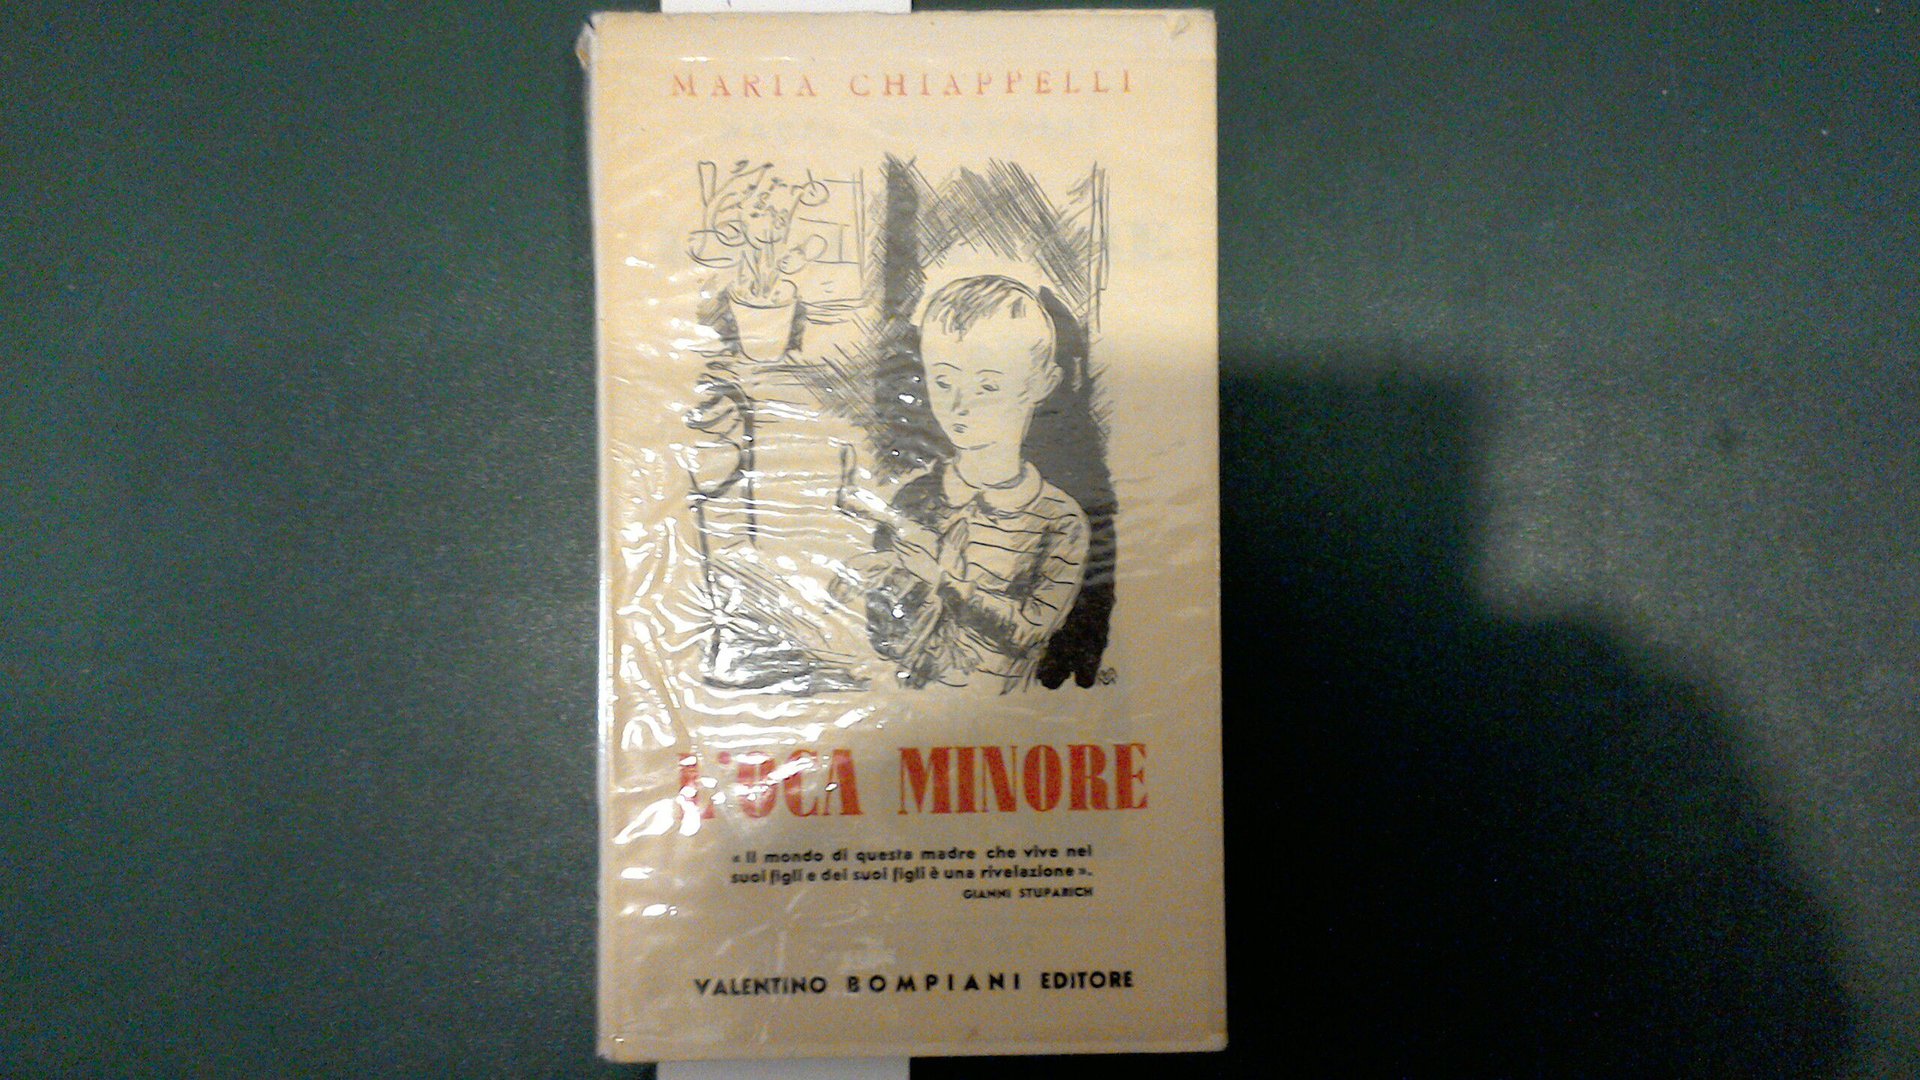 MARIA CHIAPPELLI
L'OCA MINORE
« Il mondo di questa madre che vive nei
suoi figli e dei suoi figli è una rivelazione ».
GIANNI STUPARICH
VALENTINO BOMPIANI EDITORE